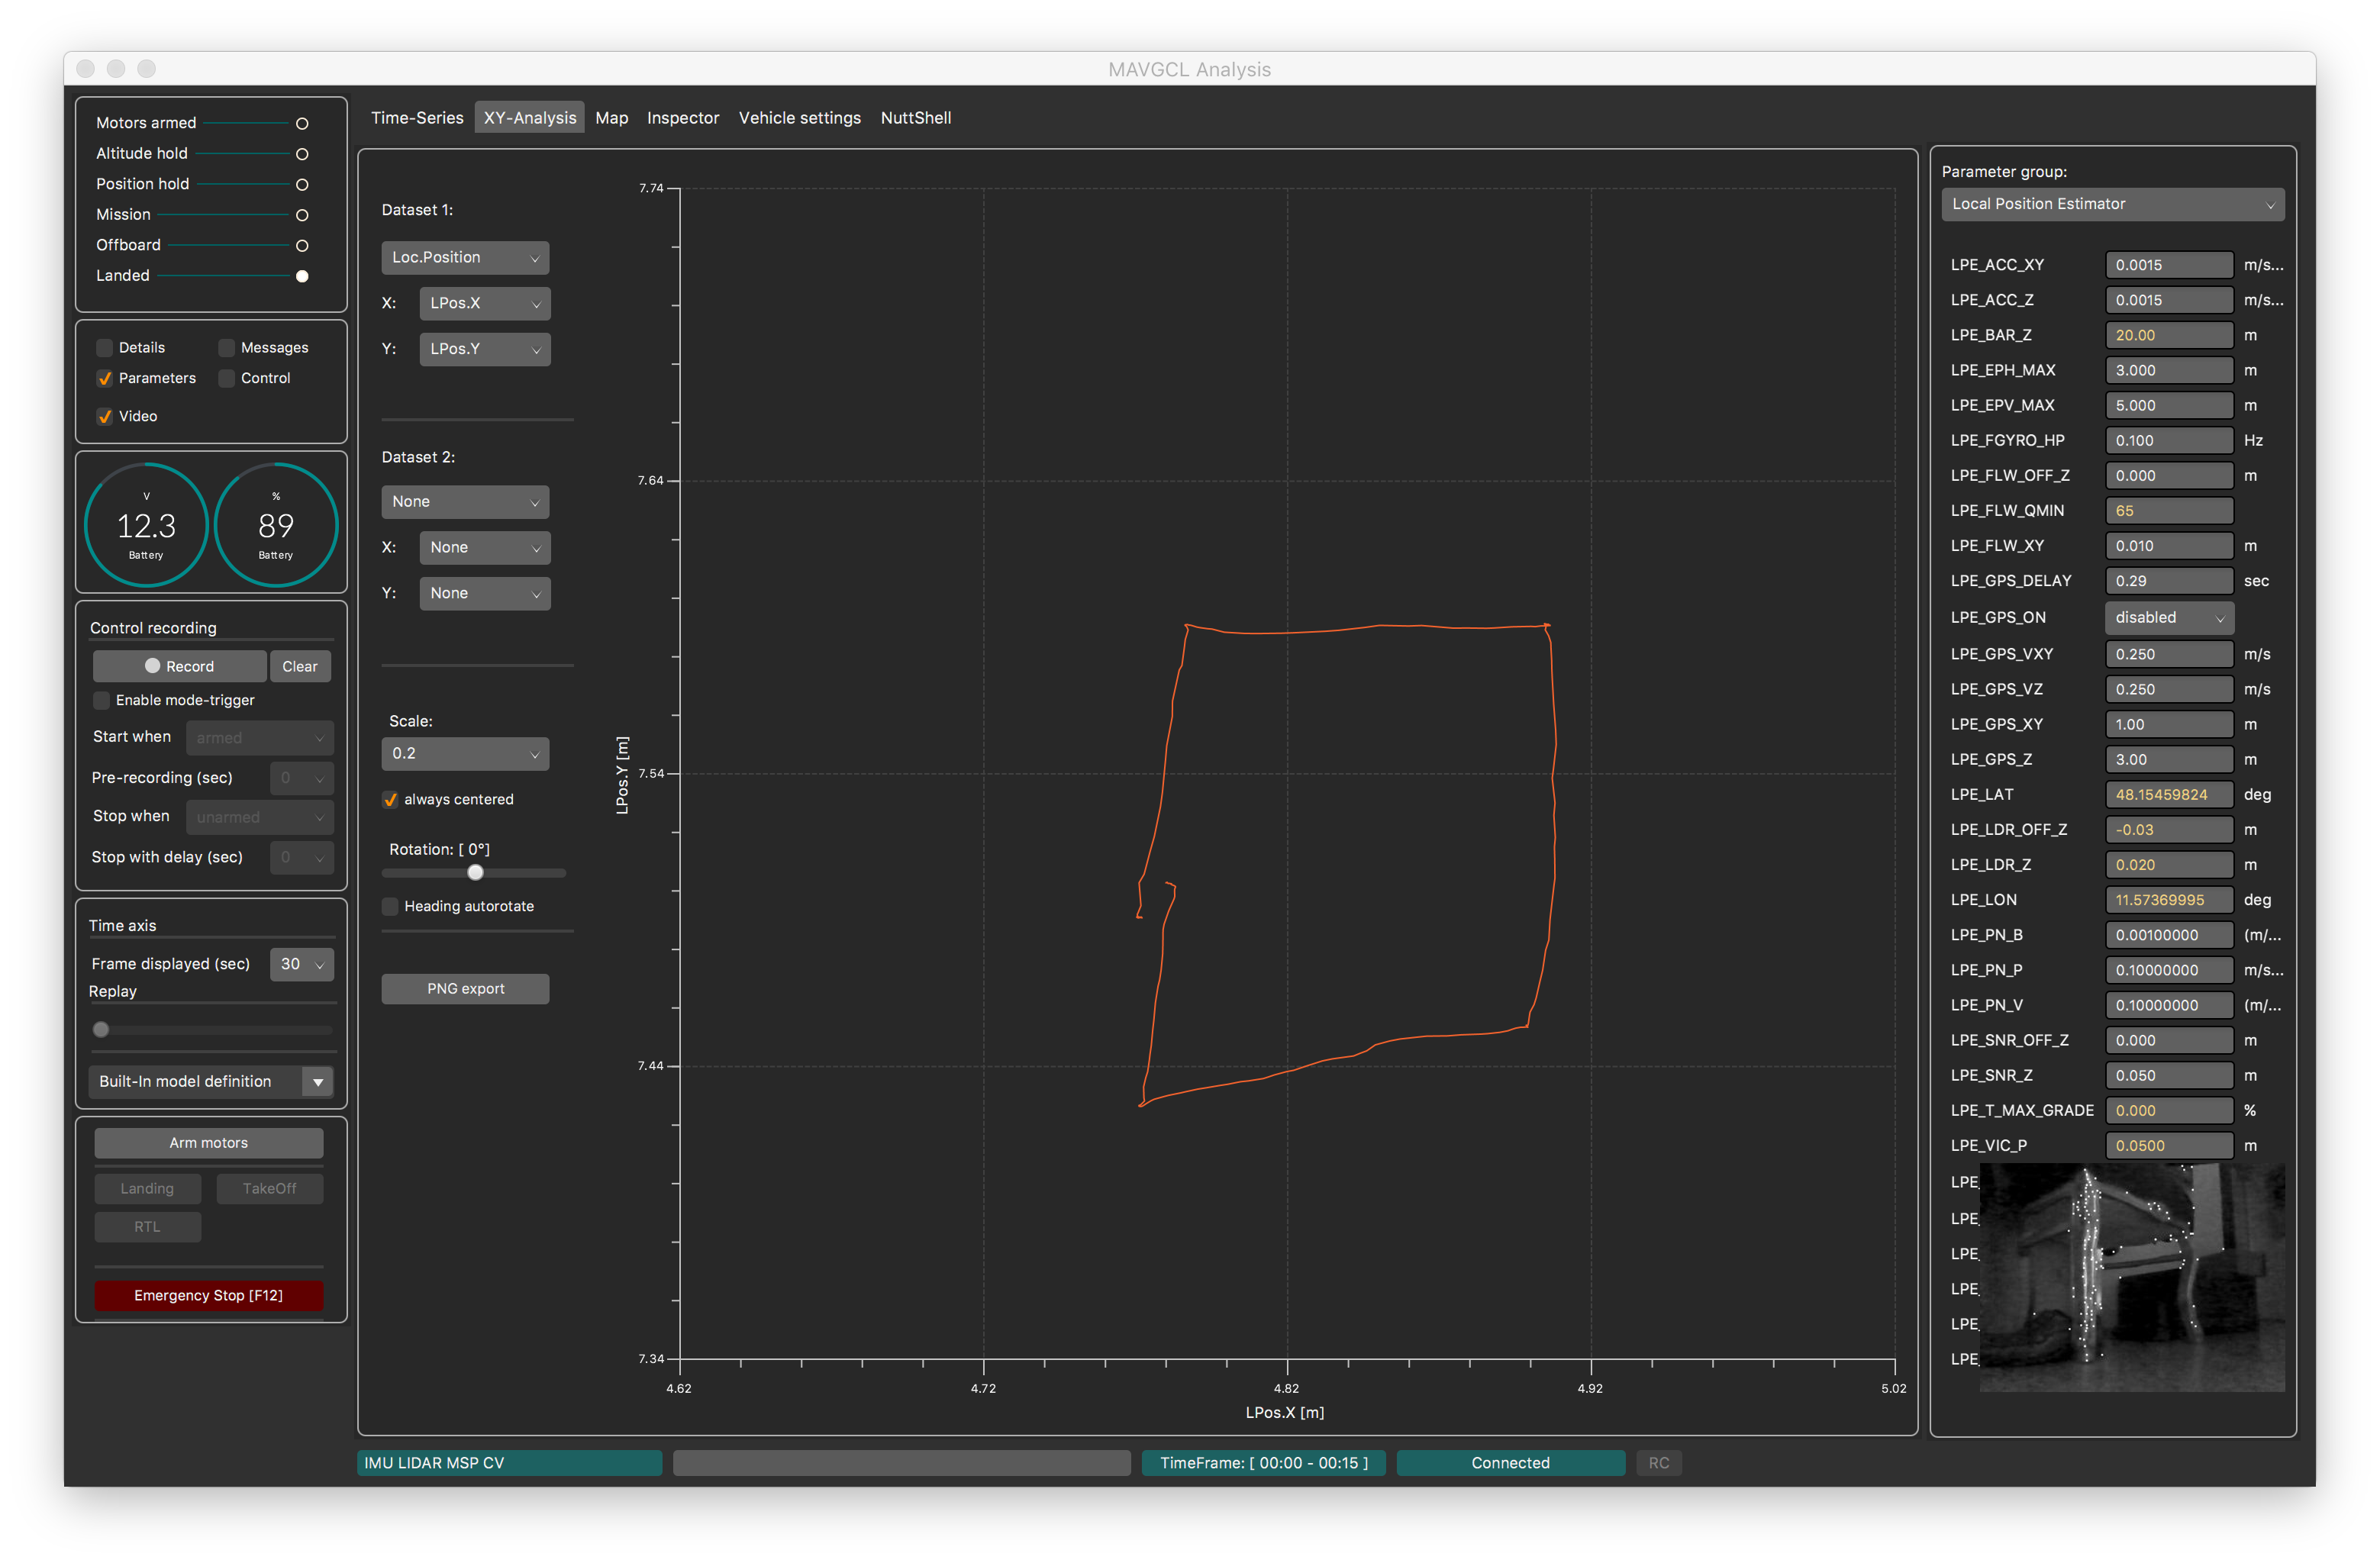 MAVGCL Analysis
Motors armed
Altitude hold
Position hold
Mission
Offboard
Landed
Details Messages
Parameters Control
Video
V
12.3
Battery
%
89
Battery
Control recording
Record Clear
Enable mode-trigger
Start when armed
Pre-recording (sec) 0
Stop when unarmed
Stop with delay (sec) 0
Time axis
Frame displayed (sec) 30
Replay
Built-In model definition
Arm motors
Landing TakeOff
RTL
Emergency Stop [F12]
Time-Series XY-Analysis Map Inspector Vehicle settings NuttShell
Dataset 1:
Loc.Position
X: LPos.X
Y: LPos.Y
Dataset 2:
None
X: None
Y: None
Scale:
0.2
always centered
Rotation: [ 0°]
Heading autorotate
PNG export
LPos.Y [m]
7.74
7.64
7.54
7.44
7.34
4.62 4.72 4.82 4.92 5.02
LPos.X [m]
Parameter group:
Local Position Estimator
LPE_ACC_XY 0.0015 m/s...
LPE_ACC_Z 0.0015 m/s...
LPE_BAR_Z 20.00 m
LPE_EPH_MAX 3.000 m
LPE_EPV_MAX 5.000 m
LPE_FGYRO_HP 0.100 Hz
LPE_FLW_OFF_Z 0.000 m
LPE_FLW_QMIN 65
LPE_FLW_XY 0.010 m
LPE_GPS_DELAY 0.29 sec
LPE_GPS_ON disabled
LPE_GPS_VXY 0.250 m/s
LPE_GPS_VZ 0.250 m/s
LPE_GPS_XY 1.00 m
LPE_GPS_Z 3.00 m
LPE_LAT 48.15459824 deg
LPE_LDR_OFF_Z -0.03 m
LPE_LDR_Z 0.020 m
LPE_LON 11.57369995 deg
LPE_PN_B 0.00100000 (m/...
LPE_PN_P 0.10000000 m/s...
LPE_PN_V 0.10000000 (m/...
LPE_SNR_OFF_Z 0.000 m
LPE_SNR_Z 0.050 m
LPE_T_MAX_GRADE 0.000 %
LPE_VIC_P 0.0500 m
LPE_
LPE_
LPE_
LPE_
LPE_
LPE_
IMU LIDAR MSP CV
TimeFrame: [ 00:00 - 00:15 ]
Connected
RC